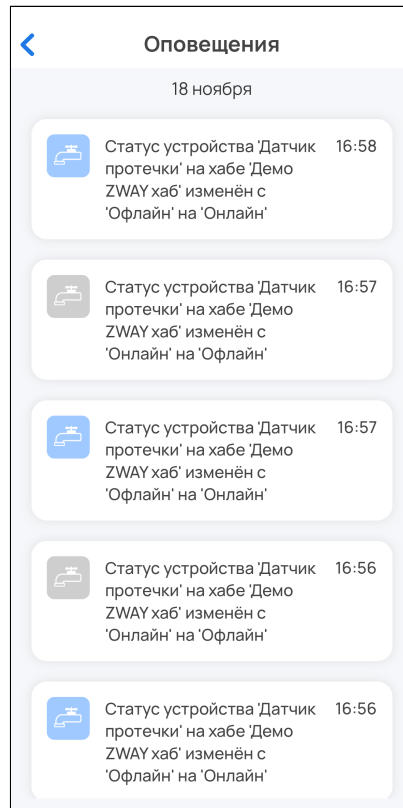 Оповещения
18 ноября
Статус устройства 'Датчик 16:58
протечки' на хабе 'Демо
ZWAY хаб' изменён с
'Офлайн' на 'Онлайн'
Статус устройства 'Датчик 16:57
протечки' на хабе 'Демо
ZWAY хаб' изменён с
'Онлайн' на 'Офлайн'
Статус устройства 'Датчик 16:57
протечки' на хабе 'Демо
ZWAY хаб' изменён с
'Офлайн' на 'Онлайн'
Статус устройства 'Датчик 16:56
протечки' на хабе 'Демо
ZWAY хаб' изменён с
'Онлайн' на 'Офлайн'
Статус устройства 'Датчик 16:56
протечки' на хабе 'Демо
ZWAY хаб' изменён с
'Офлайн' на 'Онлайн'